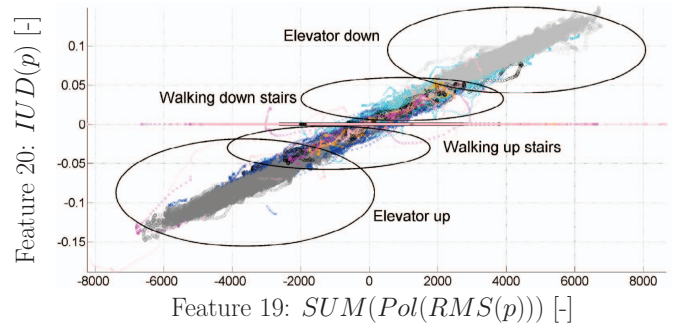 Feature 20: IUD(p) [-]
0.1
0.05
0
-0.05
-0.1
-0.15
Elevator down
Walking down stairs
Walking up stairs
Elevator up
-8000 -6000 -4000 -2000 0 2000 4000 6000 8000
Feature 19: SUM(Pol(RMS(p))) [-]